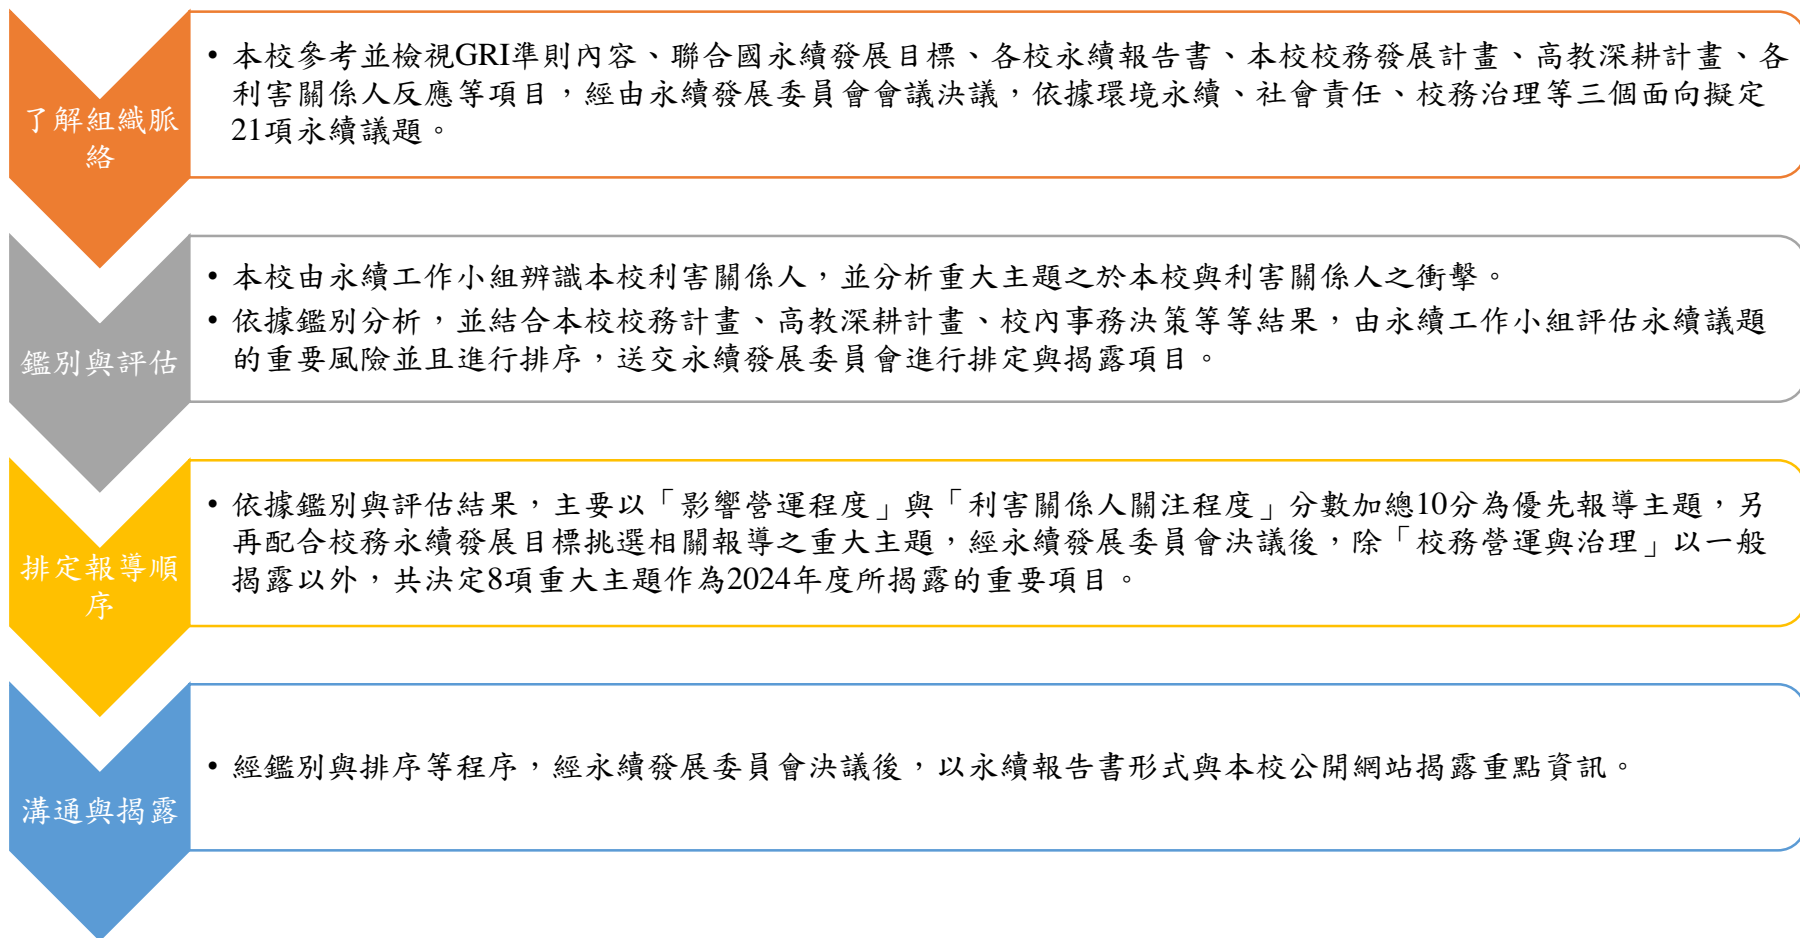 了解組織脈
絡
• 本校參考並檢視GRI準則內容、聯合國永續發展目標、各校永續報告書、本校校務發展計畫、高教深耕計畫、各
利害關係人反應等項目，經由永續發展委員會會議決議，依據環境永續、社會責任、校務治理等三個面向擬定
21項永續議題。
鑑別與評估
• 本校由永續工作小組辨識本校利害關係人，並分析重大主題之於本校與利害關係人之衝擊。
• 依據鑑別分析，並結合本校校務計畫、高教深耕計畫、校內事務決策等等結果，由永續工作小組評估永續議題
的重要風險並且進行排序，送交永續發展委員會進行排定與揭露項目。
排定報導順
序
• 依據鑑別與評估結果，主要以「影響營運程度」與「利害關係人關注程度」分數加總10分為優先報導主題，另
再配合校務永續發展目標挑選相關報導之重大主題，經永續發展委員會決議後，除「校務營運與治理」以一般
揭露以外，共決定8項重大主題作為2024年度所揭露的重要項目。
溝通與揭露
• 經鑑別與排序等程序，經永續發展委員會決議後，以永續報告書形式與本校公開網站揭露重點資訊。